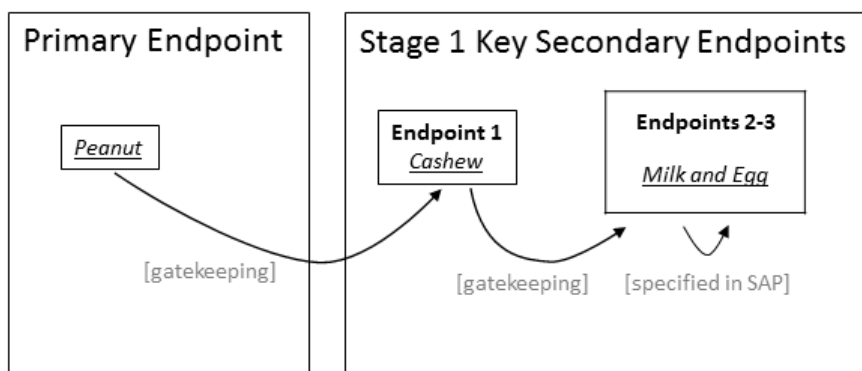 Primary Endpoint
Peanut
[gatekeeping]
Stage 1 Key Secondary Endpoints
Endpoint 1
Cashew
[gatekeeping]
Endpoints 2-3
Milk and Egg
[specified in SAP]